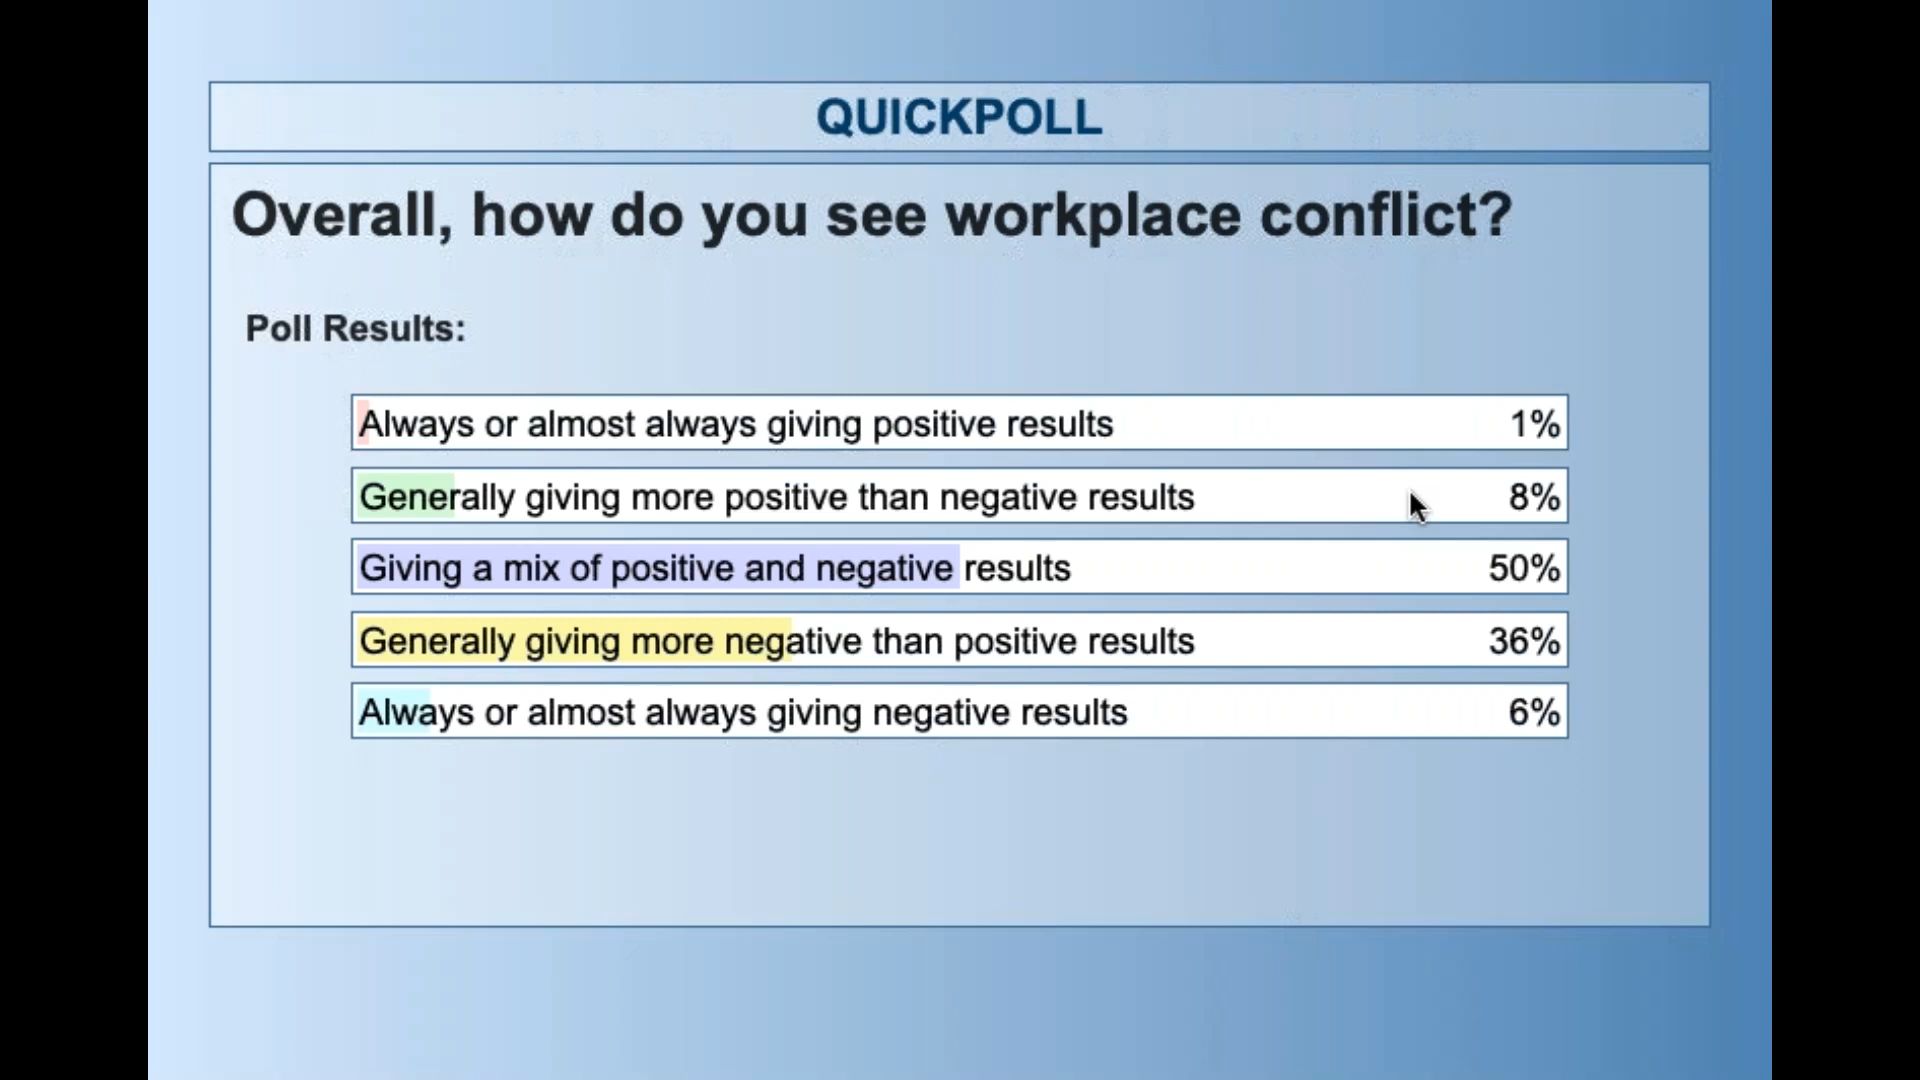 QUICKPOLL
Overall, how do you see workplace conflict?
Poll Results:
Always or almost always giving positive results 1%
Generally giving more positive than negative results 8%
Giving a mix of positive and negative results 50%
Generally giving more negative than positive results 36%
Always or almost always giving negative results 6%